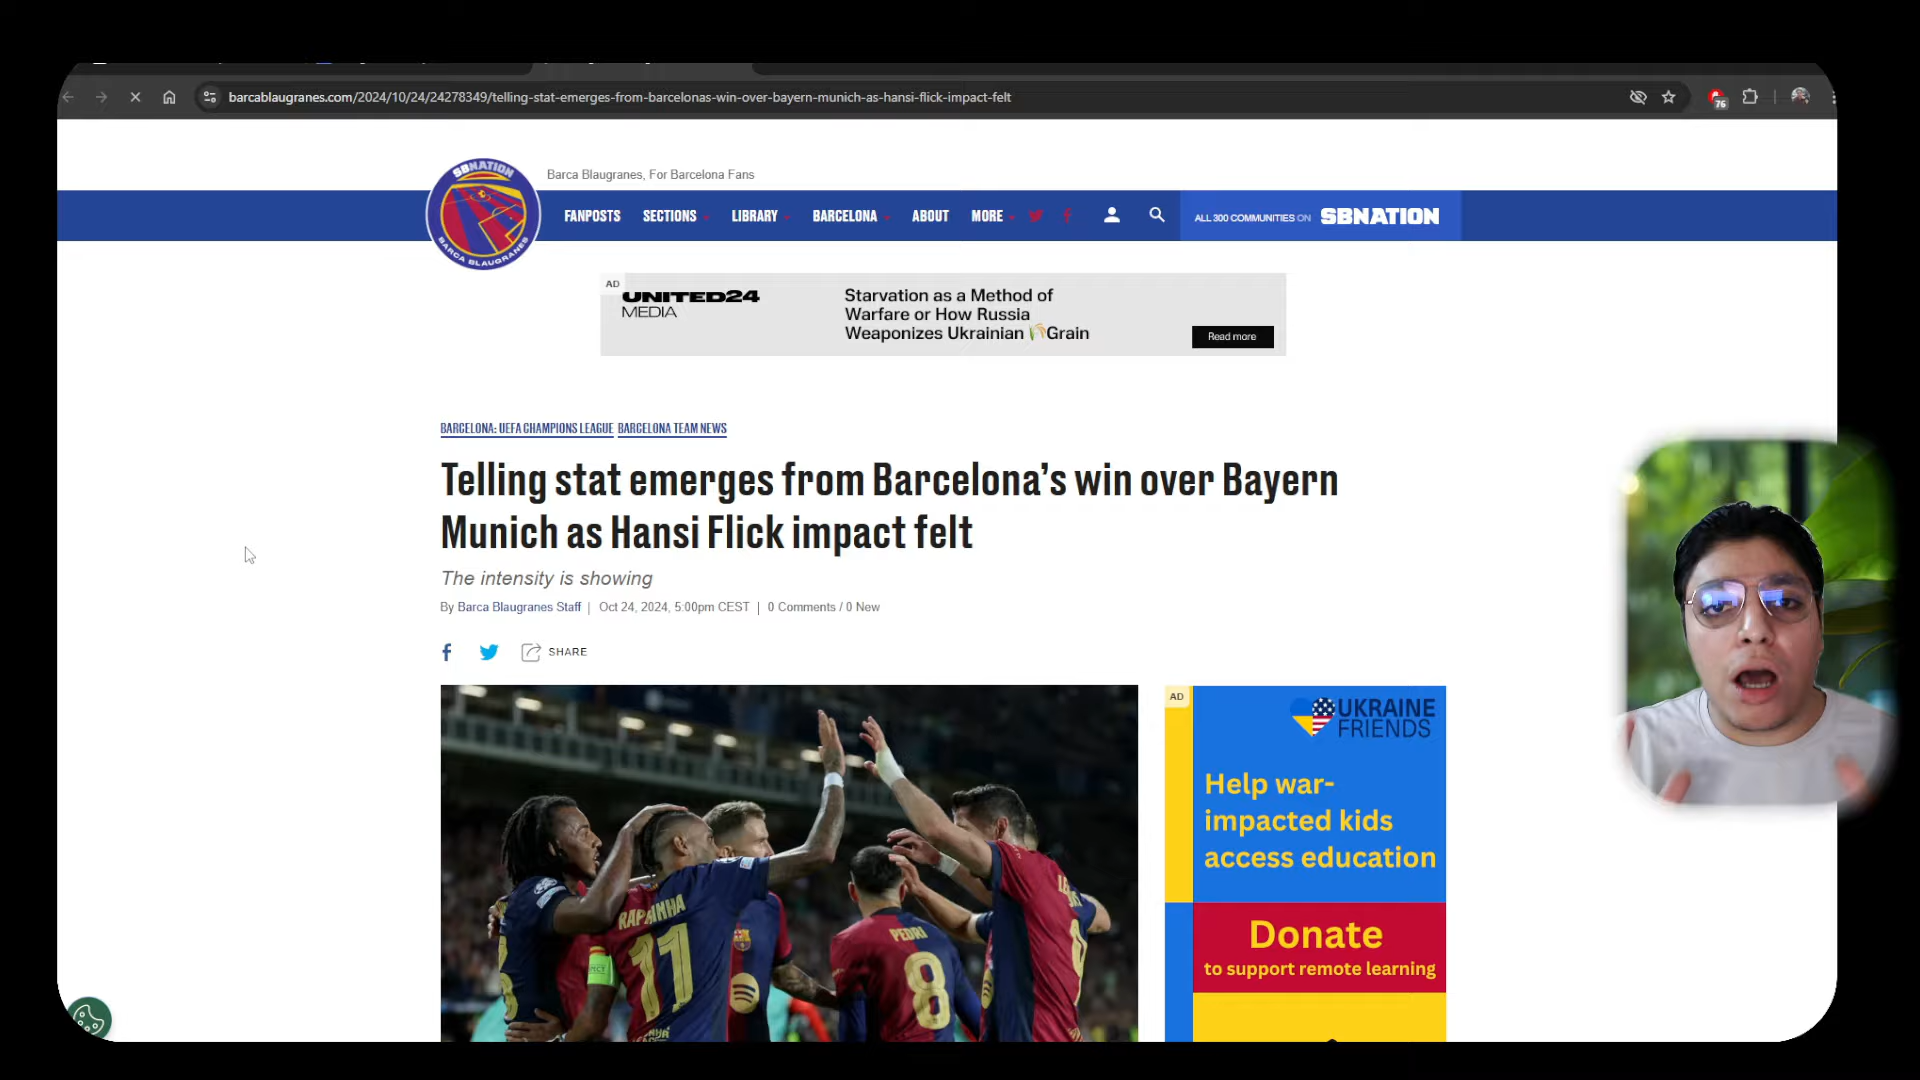 barcablaugranes.com/2024/10/24/24278349/telling-stat-emerges-from-barcelonas-win-over-bayern-munich-as-hansi-flick-impact-felt
76
SBNATION
BARCA BLAUGRANES
Barca Blaugranes, For Barcelona Fans
FANPOSTS SECTIONS LIBRARY BARCELONA ABOUT MORE ALL 300 COMMUNITIES ON SBNATION
AD
UNITED24
MEDIA
Starvation as a Method of
Warfare or How Russia
Weaponizes Ukrainian 🌾Grain
Read more
BARCELONA: UEFA CHAMPIONS LEAGUE BARCELONA TEAM NEWS
Telling stat emerges from Barcelona's win over Bayern
Munich as Hansi Flick impact felt
The intensity is showing
By Barca Blaugranes Staff | Oct 24, 2024, 5:00pm CEST | 0 Comments / 0 New
SHARE
RAPHINHA
11
PEDRI
8
9
AD
UKRAINE
FRIENDS
Help war-
impacted kids
access education
Donate
to support remote learning